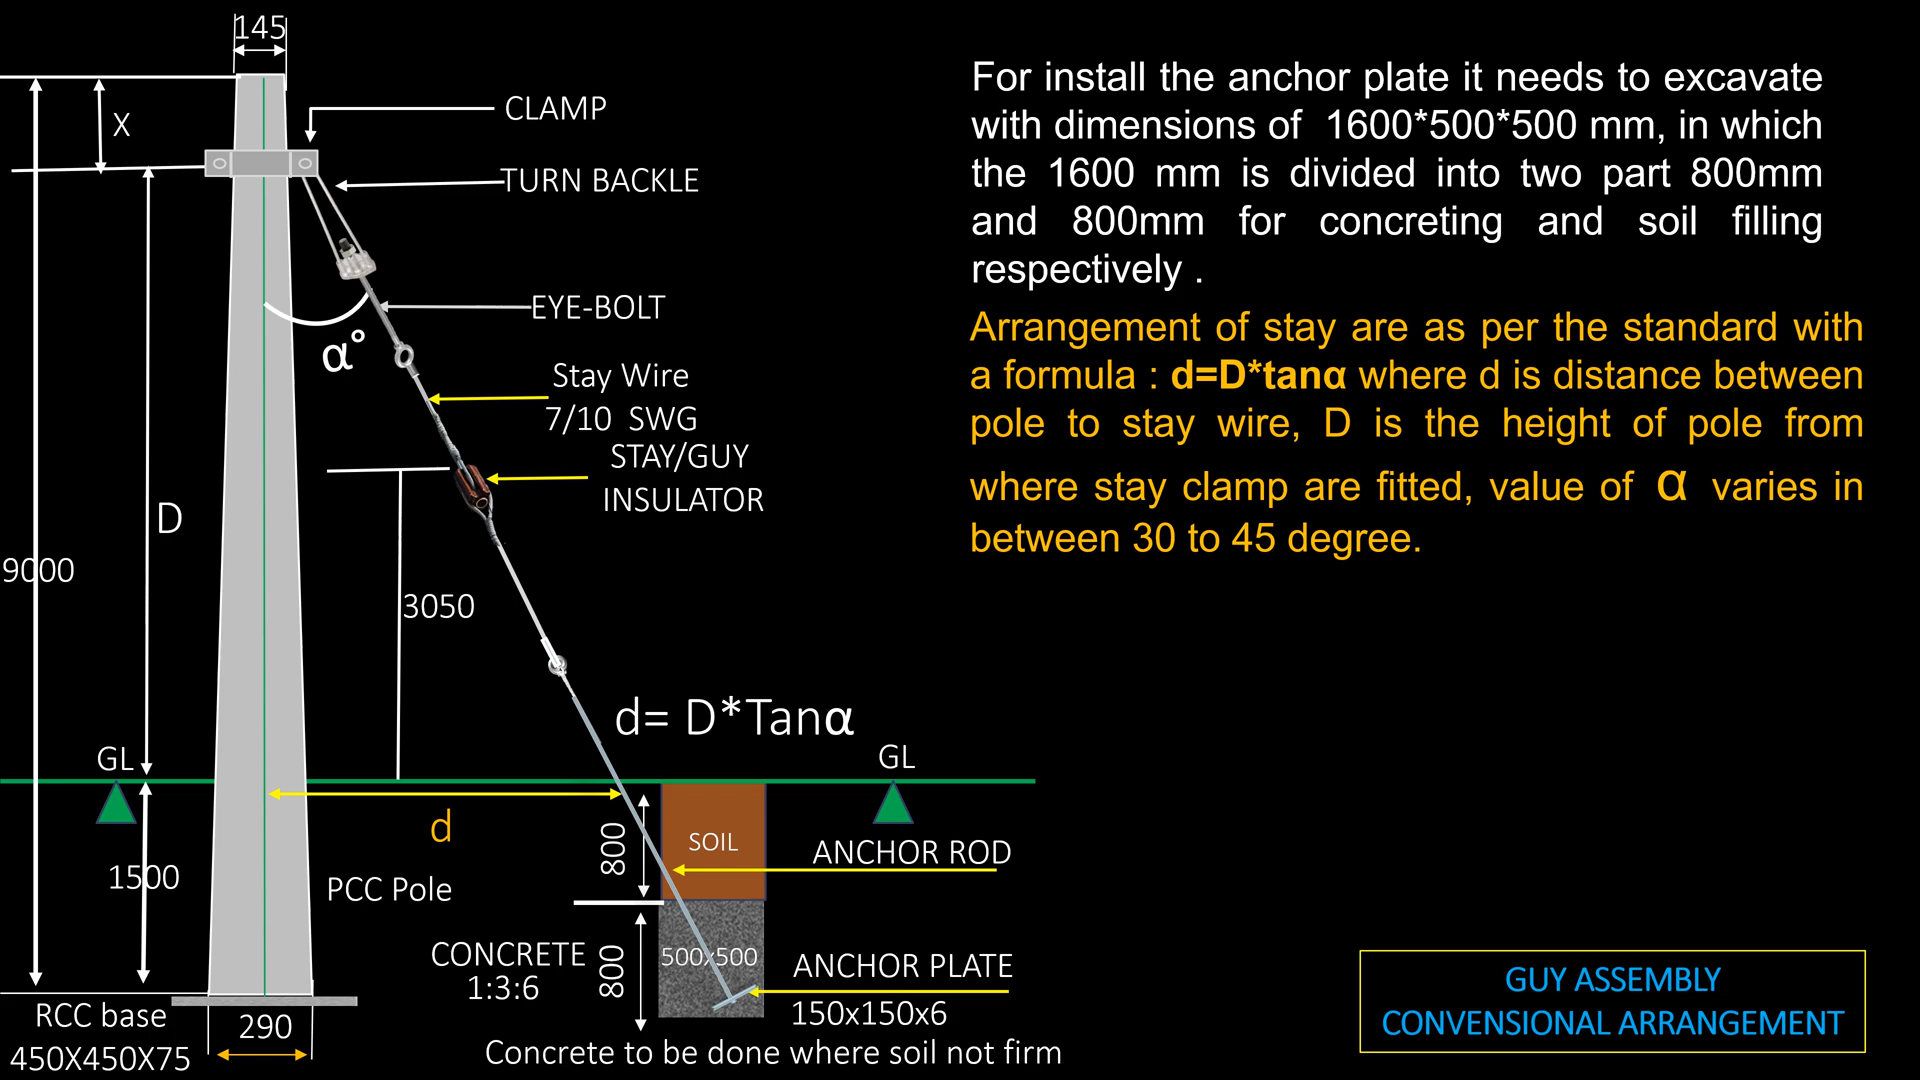 145
For install the anchor plate it needs to excavate
with dimensions of 1600*500*500 mm, in which
the 1600 mm is divided into two part 800mm
and 800mm for concreting and soil filling
respectively .
Arrangement of stay are as per the standard with
a formula : d=D*tanα where d is distance between
pole to stay wire, D is the height of pole from
where stay clamp are fitted, value of α varies in
between 30 to 45 degree.
CLAMP
X
TURN BACKLE
EYE-BOLT
α°
Stay Wire
7/10 SWG
STAY/GUY
INSULATOR
D
9000
3050
d= D*Tanα
GL
GL
d
800
SOIL
ANCHOR ROD
1500
PCC Pole
CONCRETE
1:3:6
800
500x500
ANCHOR PLATE
150x150x6
RCC base
450X450X75
290
Concrete to be done where soil not firm
GUY ASSEMBLY
CONVENSIONAL ARRANGEMENT